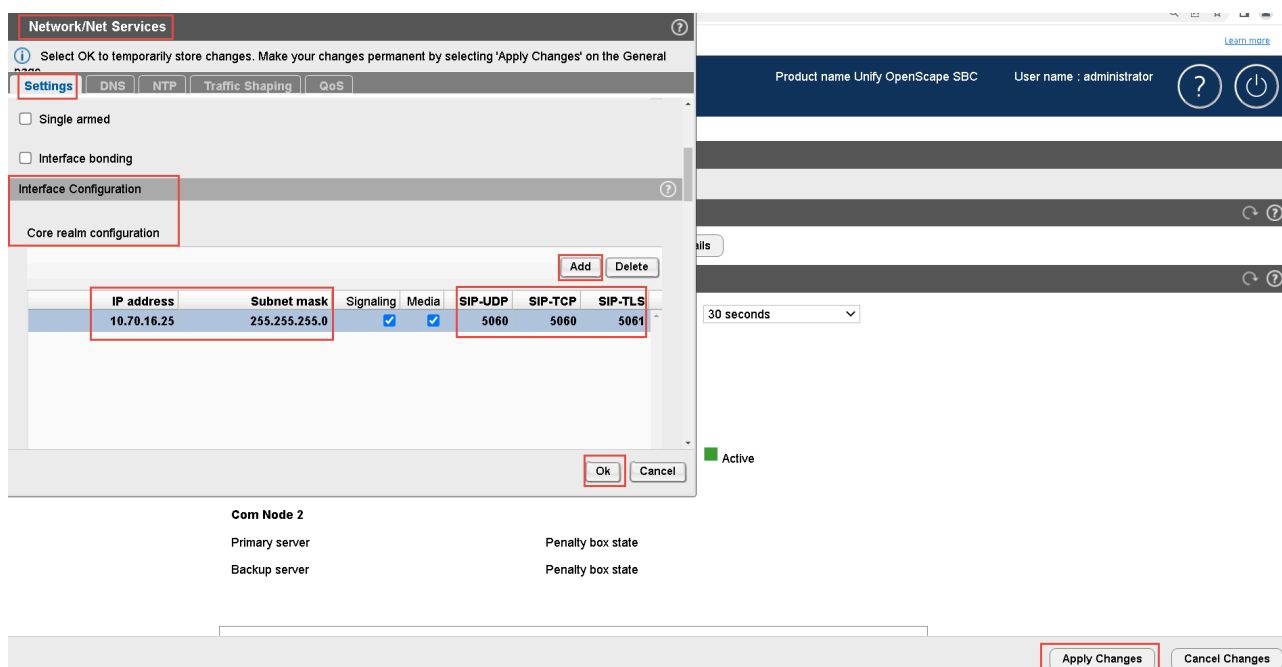 Network/Net Services
Learn more
Select OK to temporarily store changes. Make your changes permanent by selecting 'Apply Changes' on the General
page
Product name Unify OpenScape SBC User name : administrator
Settings DNS NTP Traffic Shaping QoS
Single armed
Interface bonding
Interface Configuration
Core realm configuration
ails
Add Delete
IP address Subnet mask Signaling Media SIP-UDP SIP-TCP SIP-TLS
10.70.16.25 255.255.255.0 5060 5060 5061
30 seconds
Active
Ok Cancel
Com Node 2
Primary server Penalty box state
Backup server Penalty box state
Apply Changes Cancel Changes